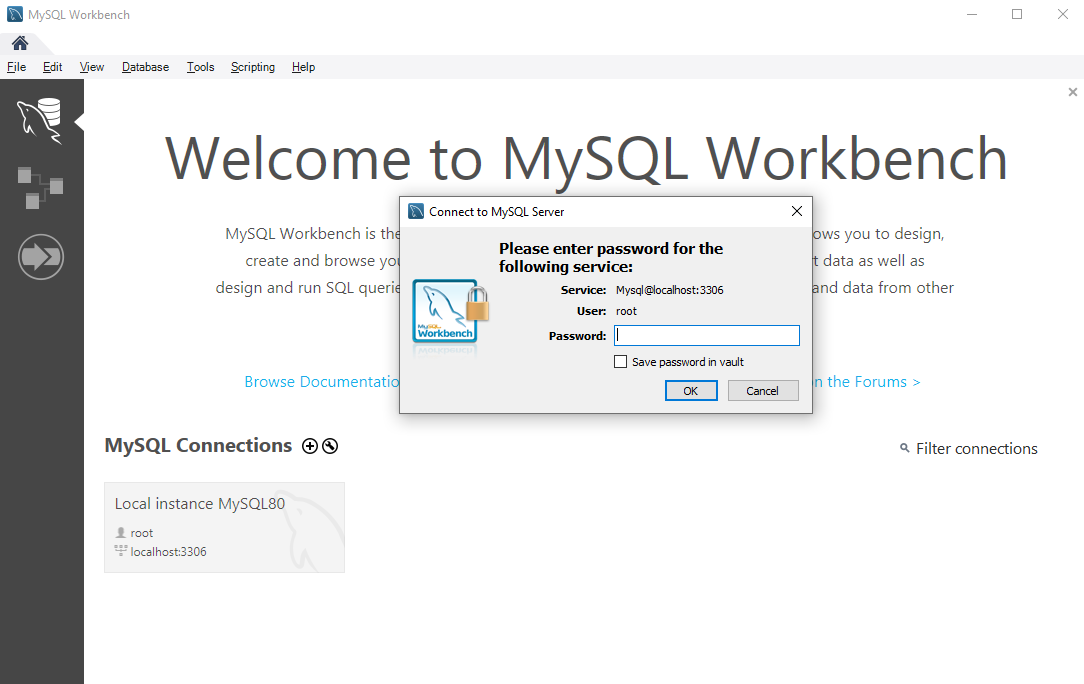 MySQL Workbench
File Edit View Database Tools Scripting Help
Welcome to MySQL Workbench
MySQL Workbench is the
ows you to design,
create and browse you
t data as well as
design and run SQL querie
and data from other
Browse Documentatio
on the Forums >
Connect to MySQL Server
Please enter password for the
following service:
Service: Mysql@localhost:3306
User: root
Password:
Save password in vault
OK Cancel
MySQL
Workbench
MySQL Connections
Filter connections
Local instance MySQL80
root
localhost:3306